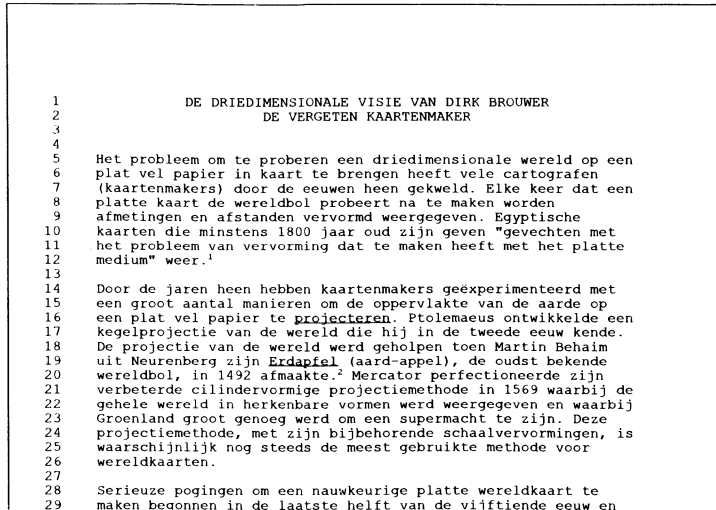 1 DE DRIEDIMENSIONALE VISIE VAN DIRK BROUWER
2 DE VERGETEN KAARTENMAKER
3
4
5 Het probleem om te proberen een driedimensionale wereld op een
6 plat vel papier in kaart te brengen heeft vele cartografen
7 (kaartenmakers) door de eeuwen heen gekweld. Elke keer dat een
8 platte kaart de wereldbol probeert na te maken worden
9 afmetingen en afstanden vervormd weergegeven. Egyptische
10 kaarten die minstens 1800 jaar oud zijn geven "gevechten met
11 het probleem van vervorming dat te maken heeft met het platte
12 medium" weer.¹
13
14 Door de jaren heen hebben kaartenmakers geëxperimenteerd met
15 een groot aantal manieren om de oppervlakte van de aarde op
16 een plat vel papier te projecteren. Ptolemaeus ontwikkelde een
17 kegelprojectie van de wereld die hij in de tweede eeuw kende.
18 De projectie van de wereld werd geholpen toen Martin Behaim
19 uit Neurenberg zijn Erdapfel (aard-appel), de oudst bekende
20 wereldbol, in 1492 afmaakte.² Mercator perfectioneerde zijn
21 verbeterde cilindervormige projectiemethode in 1569 waarbij de
22 gehele wereld in herkenbare vormen werd weergegeven en waarbij
23 Groenland groot genoeg werd om een supermacht te zijn. Deze
24 projectiemethode, met zijn bijbehorende schaalvervormingen, is
25 waarschijnlijk nog steeds de meest gebruikte methode voor
26 wereldkaarten.
27
28 Serieuze pogingen om een nauwkeurige platte wereldkaart te
29 maken begonnen in de laatste helft van de vijftiende eeuw en